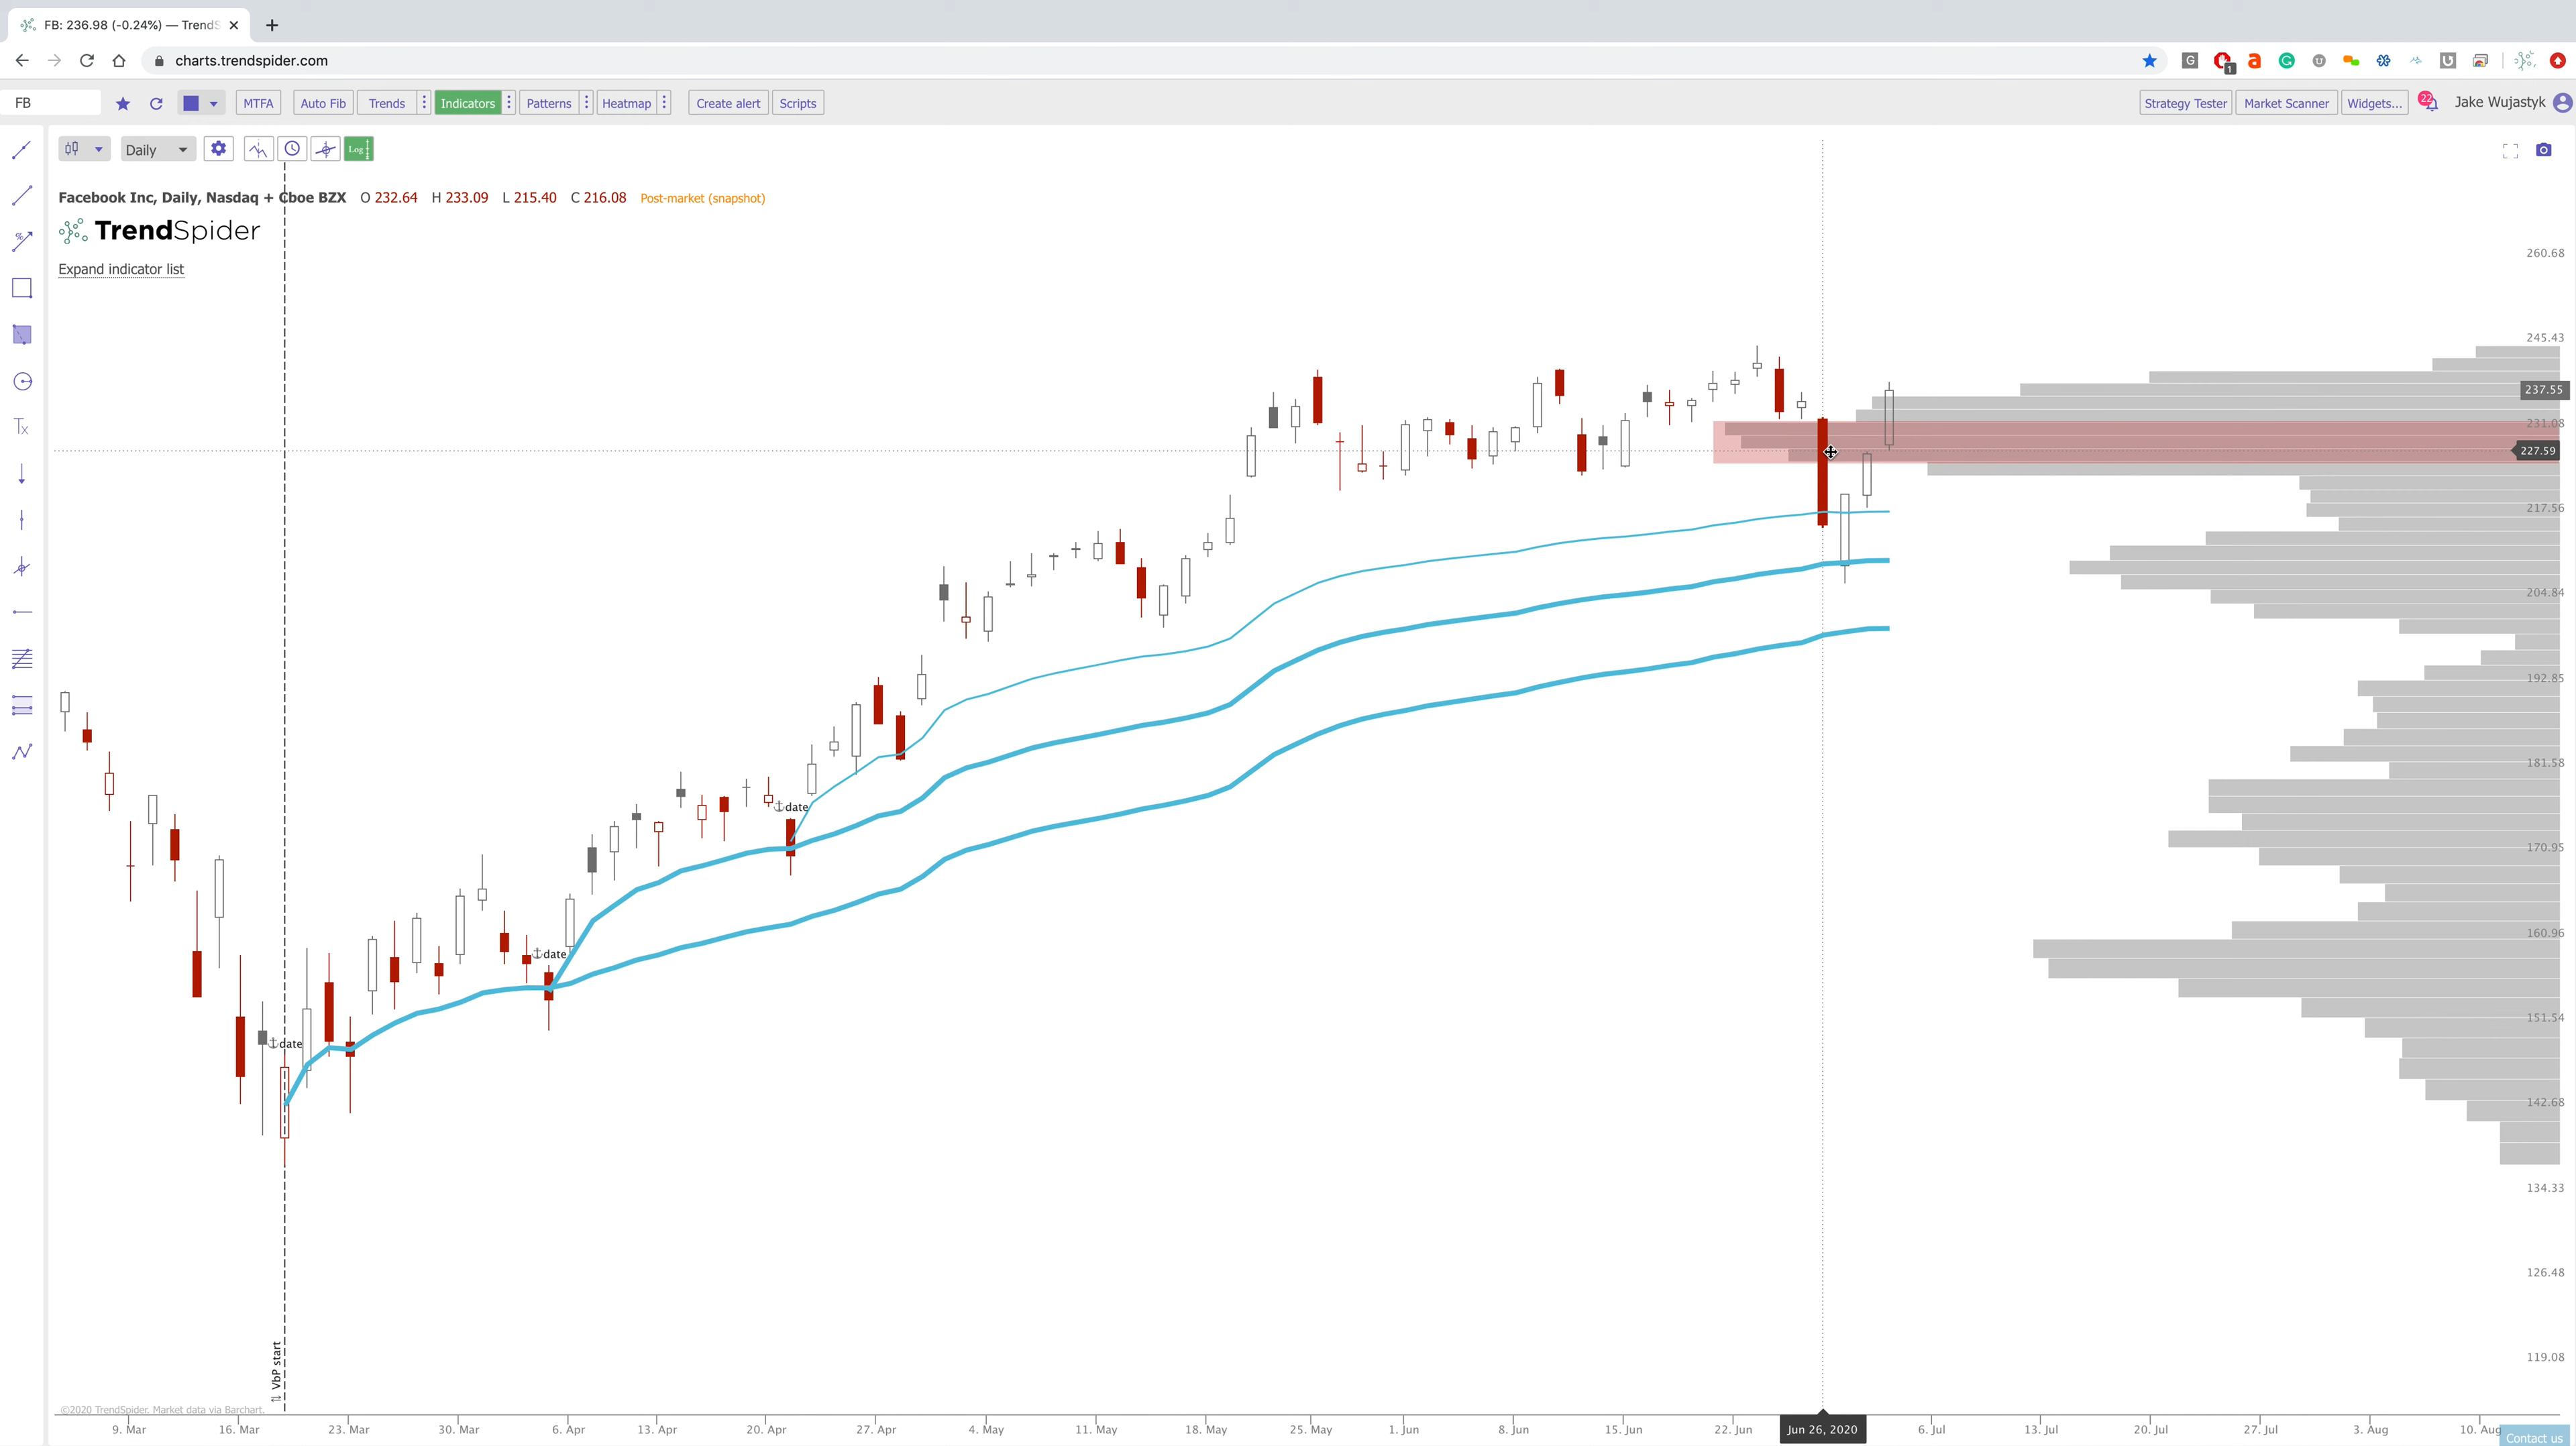 FB: 236.98 (-0.24%) — TrendS
charts.trendspider.com
1
FB
MTFA
Auto Fib
Trends
Indicators
Patterns
Heatmap
Create alert
Scripts
Strategy Tester
Market Scanner
Widgets...
22
Jake Wujastyk
Daily
Log
Facebook Inc, Daily, Nasdaq + Cboe BZX O 232.64 H 233.09 L 215.40 C 216.08 Post-market (snapshot)
TrendSpider
Expand indicator list
260.68
245.43
237.55
231.08
227.59
217.56
204.84
192.85
181.58
170.95
160.96
151.54
142.68
134.33
126.48
119.08
date
date
date
VbP start
©2020 TrendSpider. Market data via Barchart.
9. Mar
16. Mar
23. Mar
30. Mar
6. Apr
13. Apr
20. Apr
27. Apr
4. May
11. May
18. May
25. May
1. Jun
8. Jun
15. Jun
22. Jun
Jun 26, 2020
6. Jul
13. Jul
20. Jul
27. Jul
3. Aug
10. Aug
Contact us